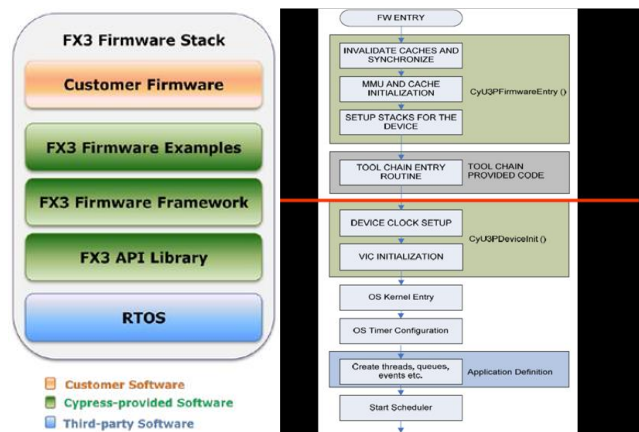 FX3 Firmware Stack
Customer Firmware
FX3 Firmware Examples
FX3 Firmware Framework
FX3 API Library
RTOS
Customer Software
Cypress-provided Software
Third-party Software
FW ENTRY
INVALIDATE CACHES AND
SYNCHRONIZE
MMU AND CACHE
INITIALIZATION
CyU3PFirmwareEntry ()
SETUP STACKS FOR THE
DEVICE
TOOL CHAIN ENTRY
ROUTINE
TOOL CHAIN
PROVIDED CODE
DEVICE CLOCK SETUP
CyU3PDeviceInit ()
VIC INITIALIZATION
OS Kernel Entry
OS Timer Configuration
Create threads, queues,
events etc.
Application Definition
Start Scheduler